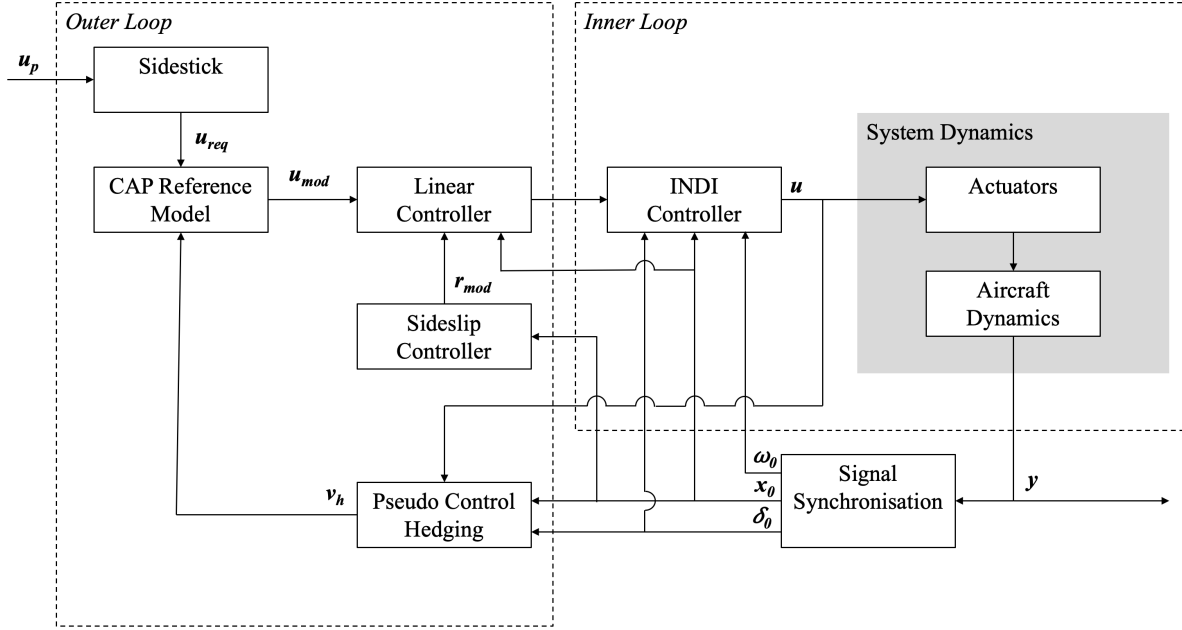 Outer Loop
Inner Loop
u_p
Sidestick
System Dynamics
u_req
CAP Reference
Model
u_mod
Linear
Controller
INDI
Controller
u
Actuators
r_mod
Sideslip
Controller
Aircraft
Dynamics
v_h
Pseudo Control
Hedging
ω_0
x_0
δ_0
Signal
Synchronisation
y